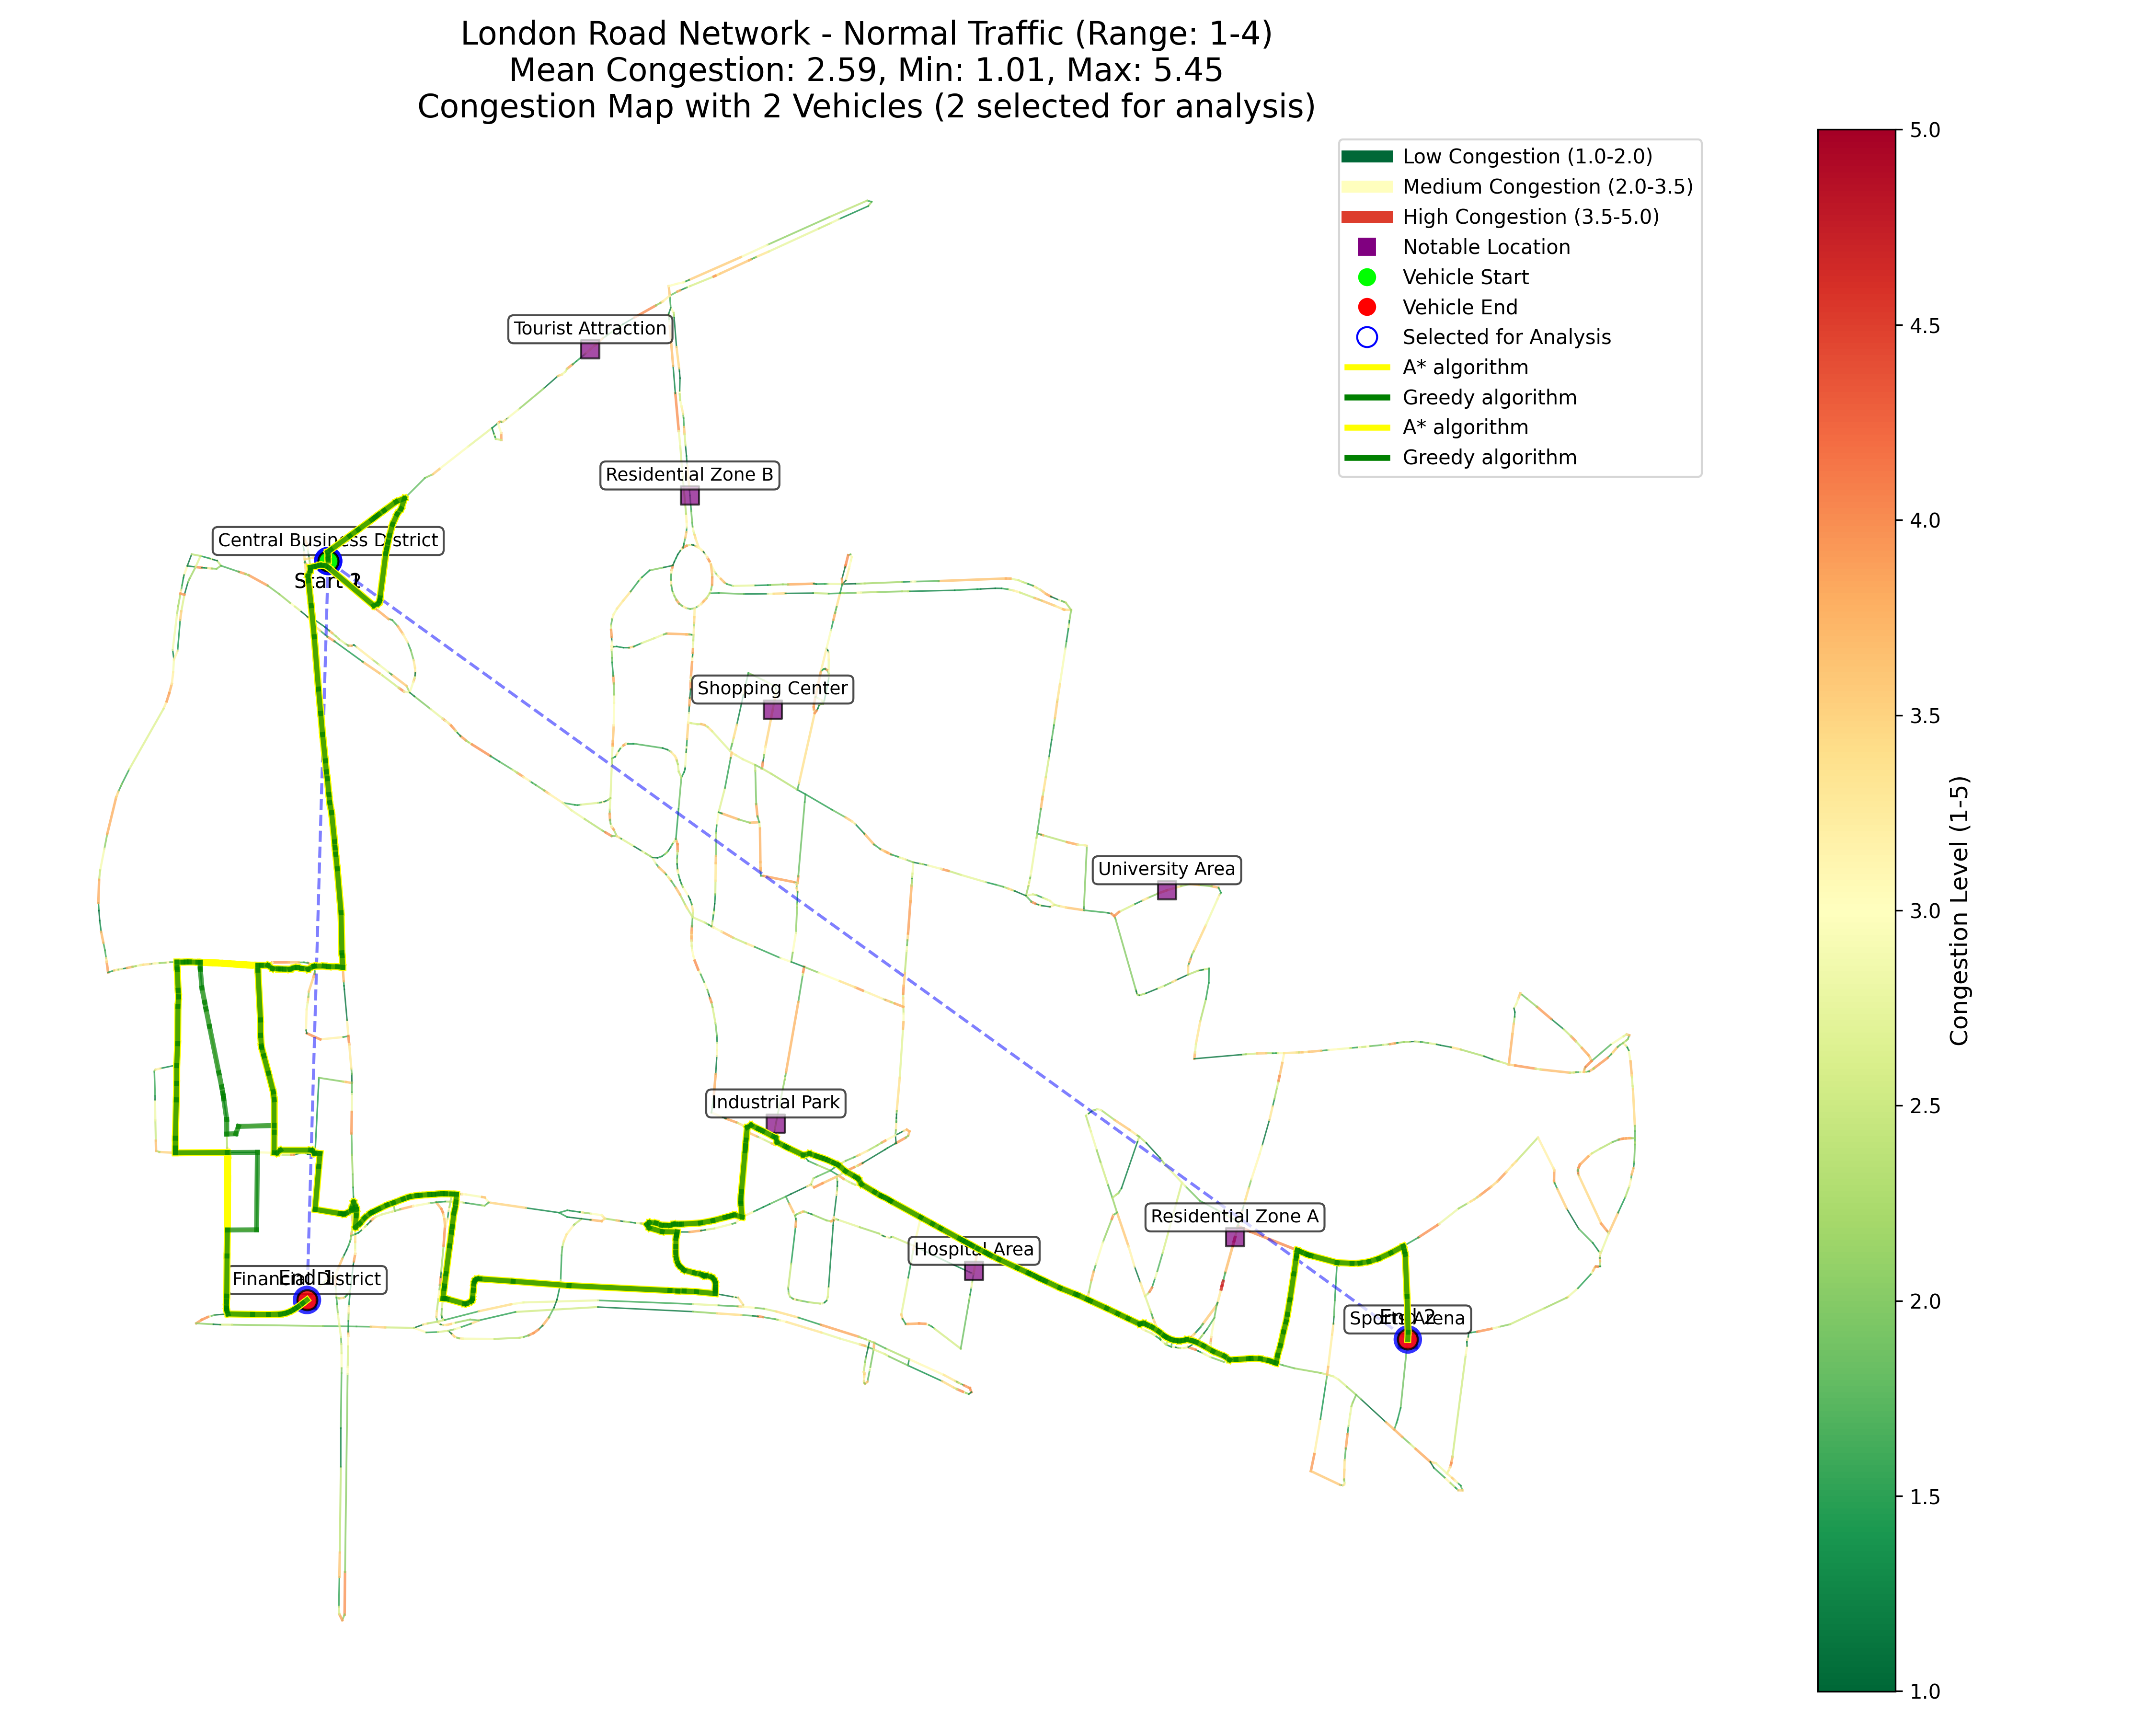 London Road Network - Normal Traffic (Range: 1-4)
Mean Congestion: 2.59, Min: 1.01, Max: 5.45
Congestion Map with 2 Vehicles (2 selected for analysis)
Low Congestion (1.0-2.0)
Medium Congestion (2.0-3.5)
High Congestion (3.5-5.0)
Notable Location
Vehicle Start
Vehicle End
Selected for Analysis
A* algorithm
Greedy algorithm
A* algorithm
Greedy algorithm
Tourist Attraction
Residential Zone B
Central Business District
Start
Shopping Center
University Area
Industrial Park
Residential Zone A
Hospital Area
Financial District
End 1
Sports Arena
End 2
5.0
4.5
4.0
3.5
3.0
2.5
2.0
1.5
1.0
Congestion Level (1-5)